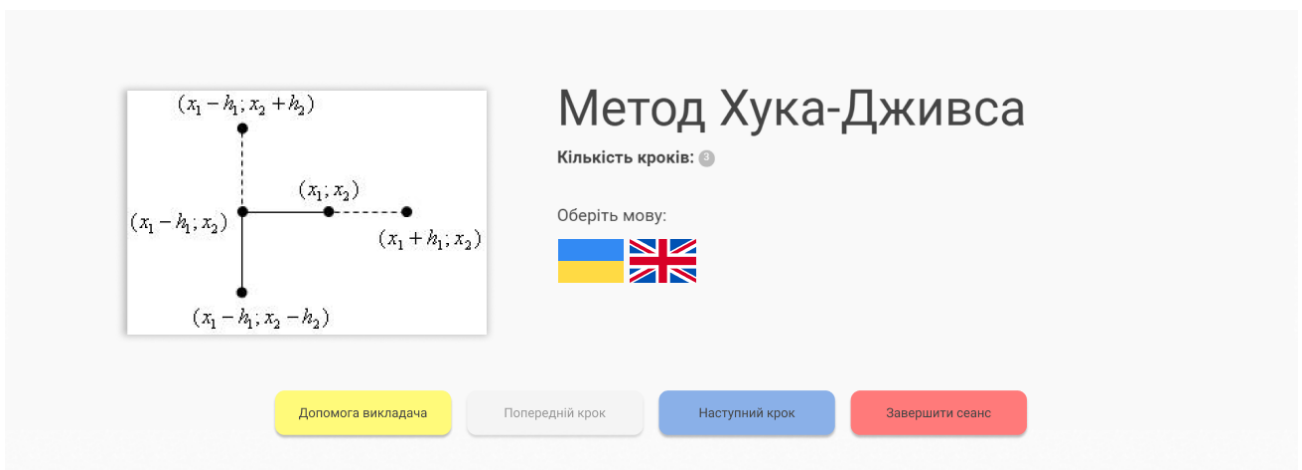 (x₁ − h₁; x₂ + h₂)
(x₁; x₂)
(x₁ − h₁; x₂)
(x₁ + h₁; x₂)
(x₁ − h₁; x₂ − h₂)
Метод Хука-Дживса
Кількість кроків: 3
Оберіть мову:
Допомога викладача
Попередній крок
Наступний крок
Завершити сеанс